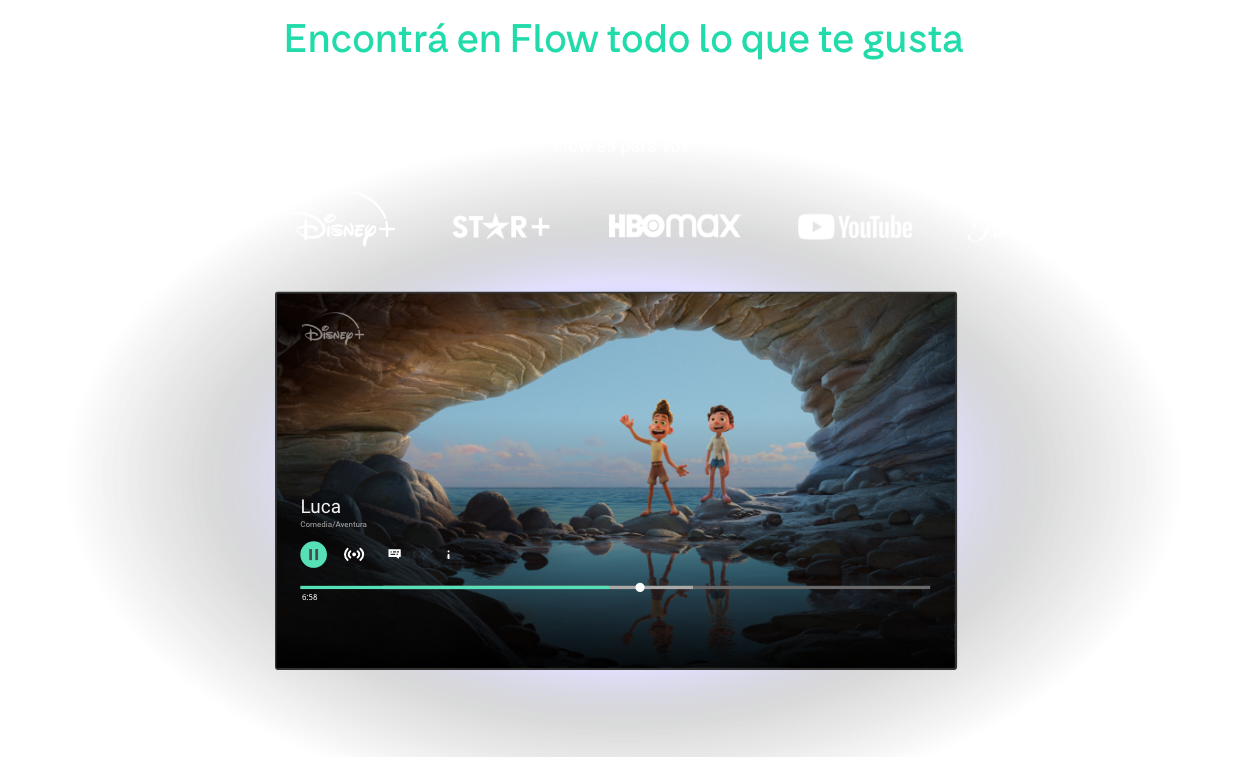 Encontrá en Flow todo lo que te gusta
Flow es para vos
Disney+
ST★R+
HBOmax
YouTube
Disney+
Luca
Comedia/Aventura
6:58